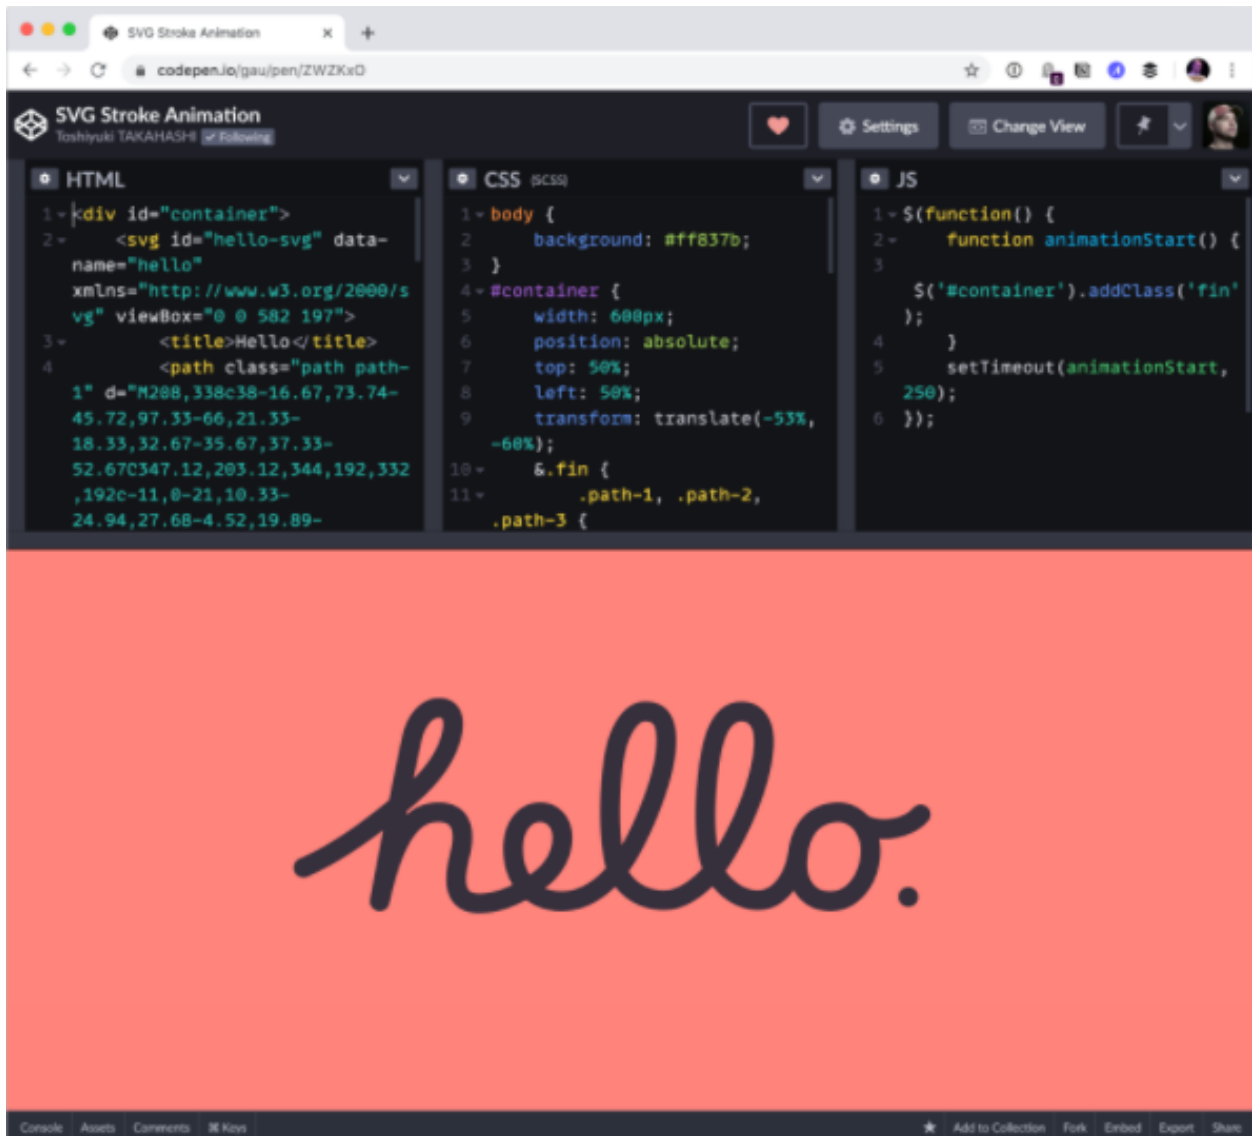 SVG Stroke Animation
codepen.io/gau/pen/ZWZKxO
SVG Stroke Animation
Toshiyuki TAKAHASHI ✓ Following
Settings
Change View
HTML
1 <div id="container">
2 <svg id="hello-svg" data-
name="hello"
xmlns="http://www.w3.org/2000/s
vg" viewBox="0 0 582 197">
3 <title>Hello</title>
4 <path class="path path-
1" d="M208,338c38-16.67,73.74-
45.72,97.33-66,21.33-
18.33,32.67-35.67,37.33-
52.67C347.12,203.12,344,192,332
,192c-11,0-21,10.33-
24.94,27.68-4.52,19.89-
CSS (SCSS)
1 body {
2 background: #ff837b;
3 }
4 #container {
5 width: 600px;
6 position: absolute;
7 top: 50%;
8 left: 50%;
9 transform: translate(-53%,
-60%);
10 &.fin {
11 .path-1, .path-2,
.path-3 {
JS
1 $(function() {
2 function animationStart() {
3
$('#container').addClass('fin'
);
4 }
5 setTimeout(animationStart,
250);
6 });
hello.
Console Assets Comments ⌘ Keys
Add to Collection Fork Embed Export Share